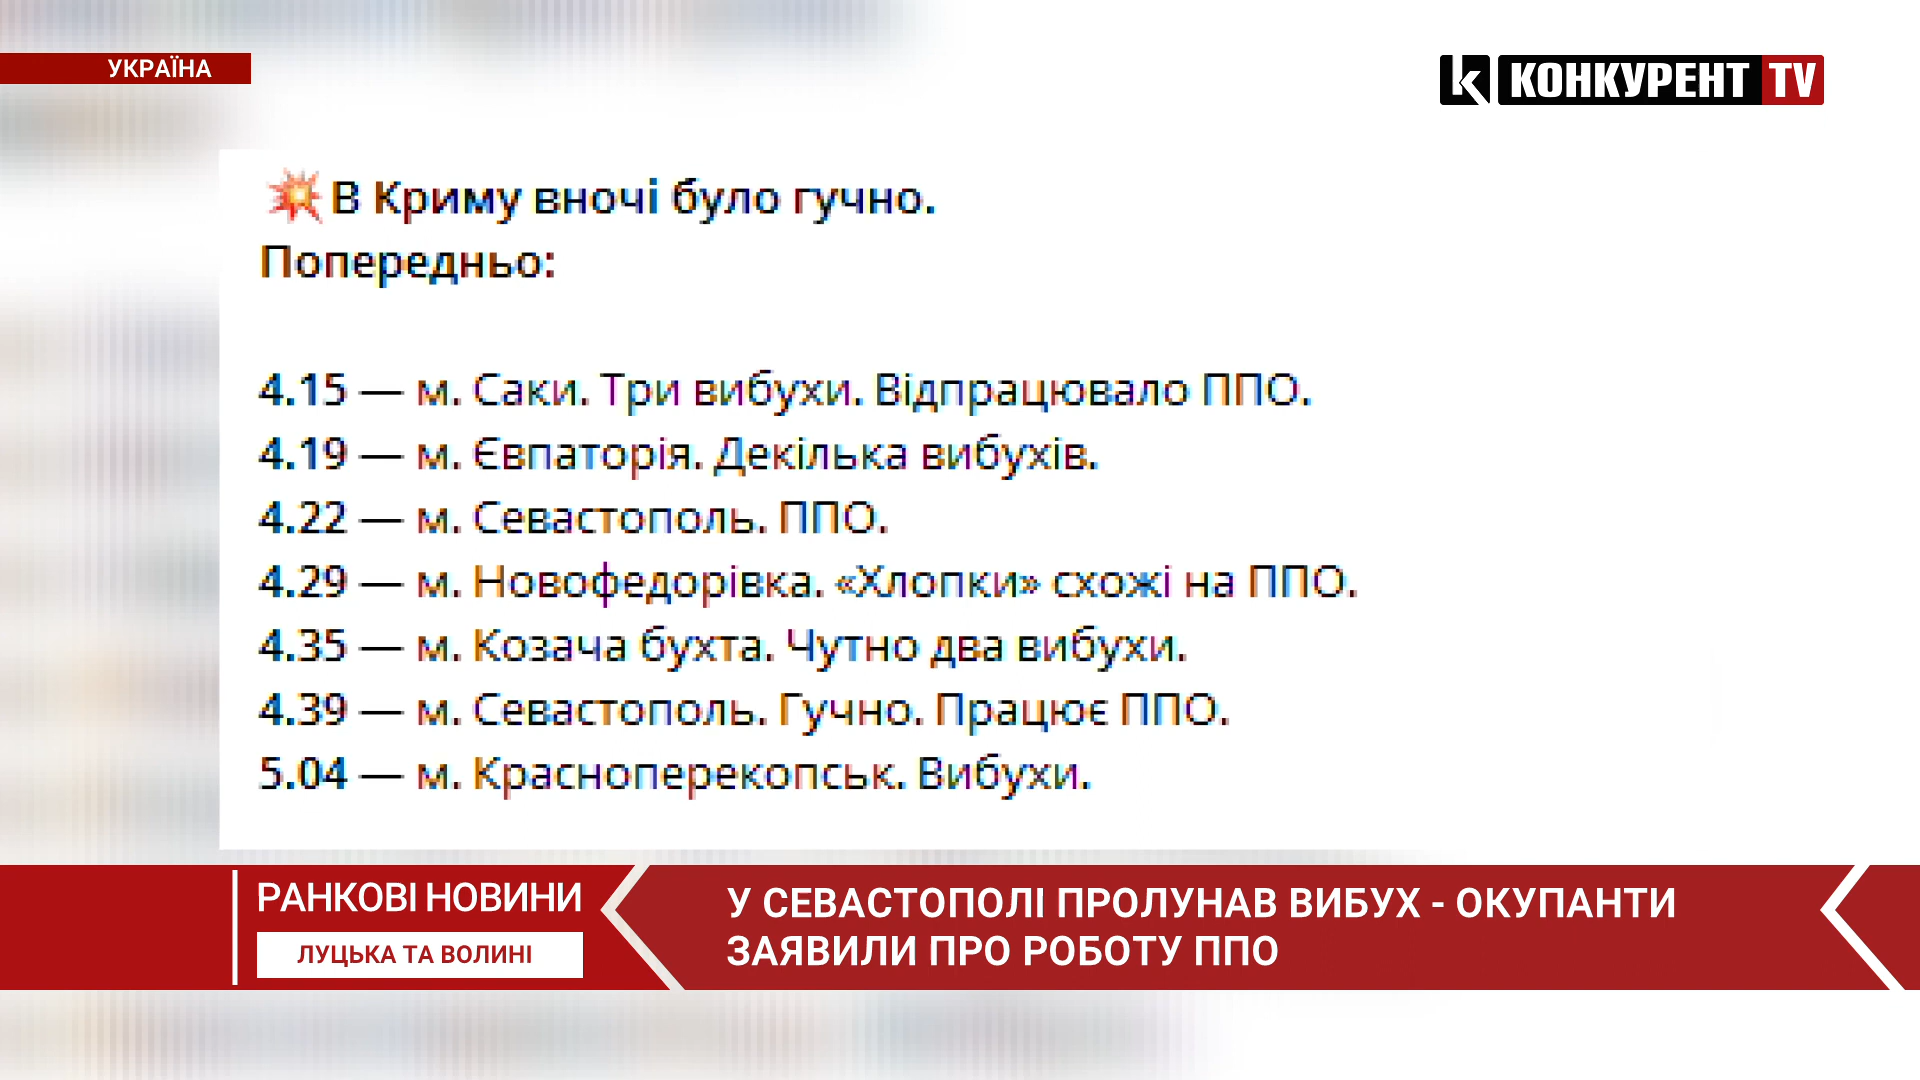 УКРАЇНА
КОНКУРЕНТ TV
💥В Криму вночі було гучно.
Попередньо:
4.15 — м. Саки. Три вибухи. Відпрацювало ППО.
4.19 — м. Євпаторія. Декілька вибухів.
4.22 — м. Севастополь. ППО.
4.29 — м. Новофедорівка. «Хлопки» схожі на ППО.
4.35 — м. Козача бухта. Чутно два вибухи.
4.39 — м. Севастополь. Гучно. Працює ППО.
5.04 — м. Красноперекопськ. Вибухи.
РАНКОВІ НОВИНИ
ЛУЦЬКА ТА ВОЛИНІ
У СЕВАСТОПОЛІ ПРОЛУНАВ ВИБУХ - ОКУПАНТИ
ЗАЯВИЛИ ПРО РОБОТУ ППО